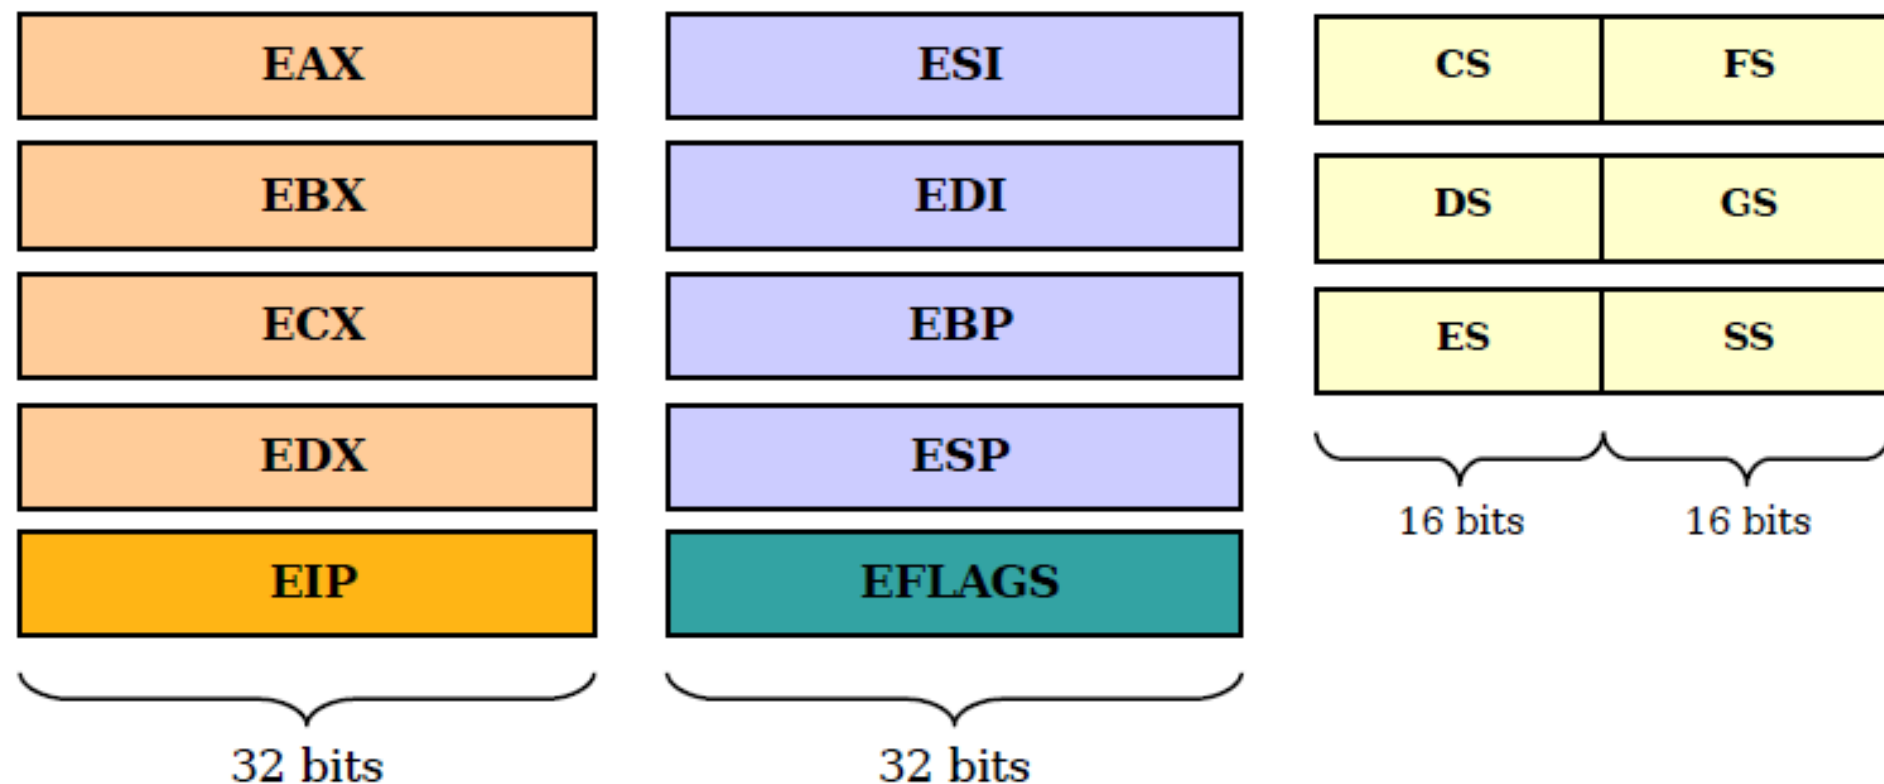 EAX
EBX
ECX
EDX
EIP
32 bits
ESI
EDI
EBP
ESP
EFLAGS
32 bits
CS FS
DS GS
ES SS
16 bits 16 bits